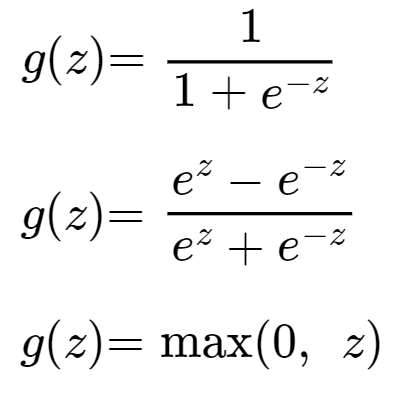 g(z)= 1 / (1 + e^{−z})
g(z)= (e^z − e^{−z}) / (e^z + e^{−z})
g(z)= max(0, z)